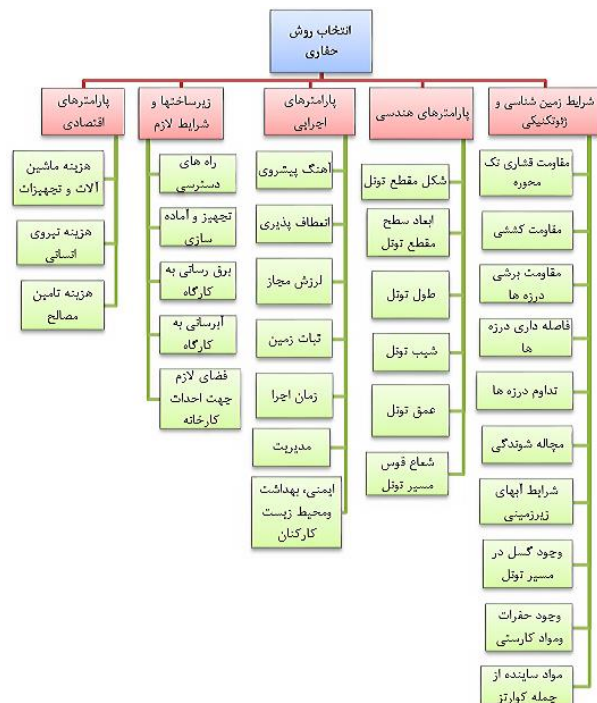 انتخاب روش
حفاری
شرایط زمین شناسی و
ژئوتکنیکی
مقاومت فشاری تک
محوره
مقاومت کششی
مقاومت برشی
درزه ها
فاصله داری درزه
ها
تداوم درزه ها
مچاله شوندگی
شرایط آبهای
زیرزمینی
وجود گسل در
مسیر تونل
وجود حفرات
ومواد کارستی
مواد ساینده از
جمله کوارتز
پارامترهای هندسی
شکل مقطع تونل
ابعاد سطح
مقطع تونل
طول تونل
شیب تونل
عمق تونل
شعاع قوس
مسیر تونل
پارامترهای
اجرایی
آهنگ پیشروی
انعطاف پذیری
لرزش مجاز
ثبات زمین
زمان اجرا
مدیریت
ایمنی، بهداشت
ومحیط زیست
کارکنان
زیرساختها و
شرایط لازم
راه های
دسترسی
تجهیز و آماده
سازی
برق رسانی به
کارگاه
آبرسانی به
کارگاه
فضای لازم
جهت احداث
کارخانه
پارامترهای
اقتصادی
هزینه ماشین
آلات و تجهیزات
هزینه نیروی
انسانی
هزینه تامین
مصالح